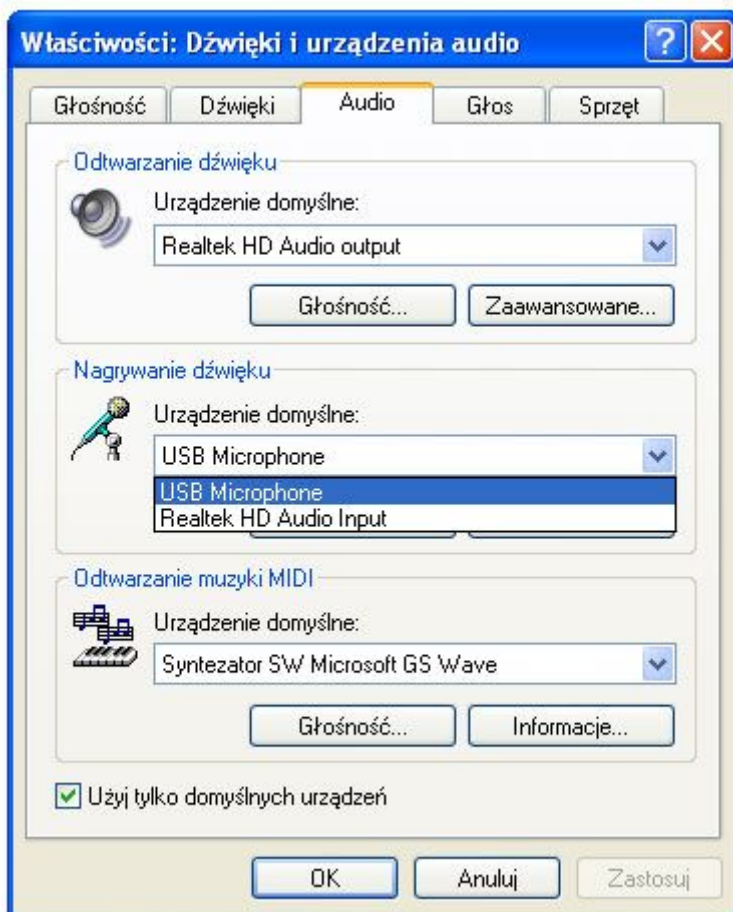 Właściwości: Dźwięki i urządzenia audio
Głośność Dźwięki Audio Głos Sprzęt
Odtwarzanie dźwięku
Urządzenie domyślne:
Realtek HD Audio output
Głośność... Zaawansowane...
Nagrywanie dźwięku
Urządzenie domyślne:
USB Microphone
USB Microphone
Realtek HD Audio Input
Odtwarzanie muzyki MIDI
Urządzenie domyślne:
Syntezator SW Microsoft GS Wave
Głośność... Informacje...
Użyj tylko domyślnych urządzeń
OK Anuluj Zastosuj